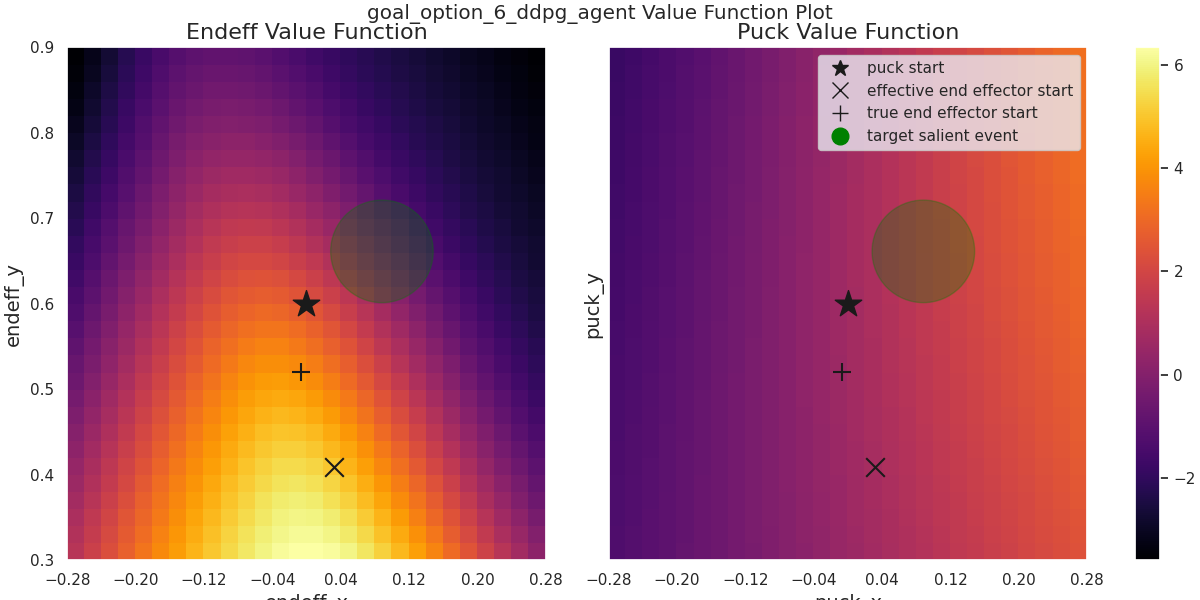 goal_option_6_ddpg_agent Value Function Plot
Endeff Value Function
Puck Value Function
endeff_y
0.9
0.8
0.7
0.6
0.5
0.4
0.3
−0.28 −0.20 −0.12 −0.04 0.04 0.12 0.20 0.28
endeff_x
puck_y
puck start
effective end effector start
true end effector start
target salient event
−0.28 −0.20 −0.12 −0.04 0.04 0.12 0.20 0.28
puck_x
6
4
2
0
−2